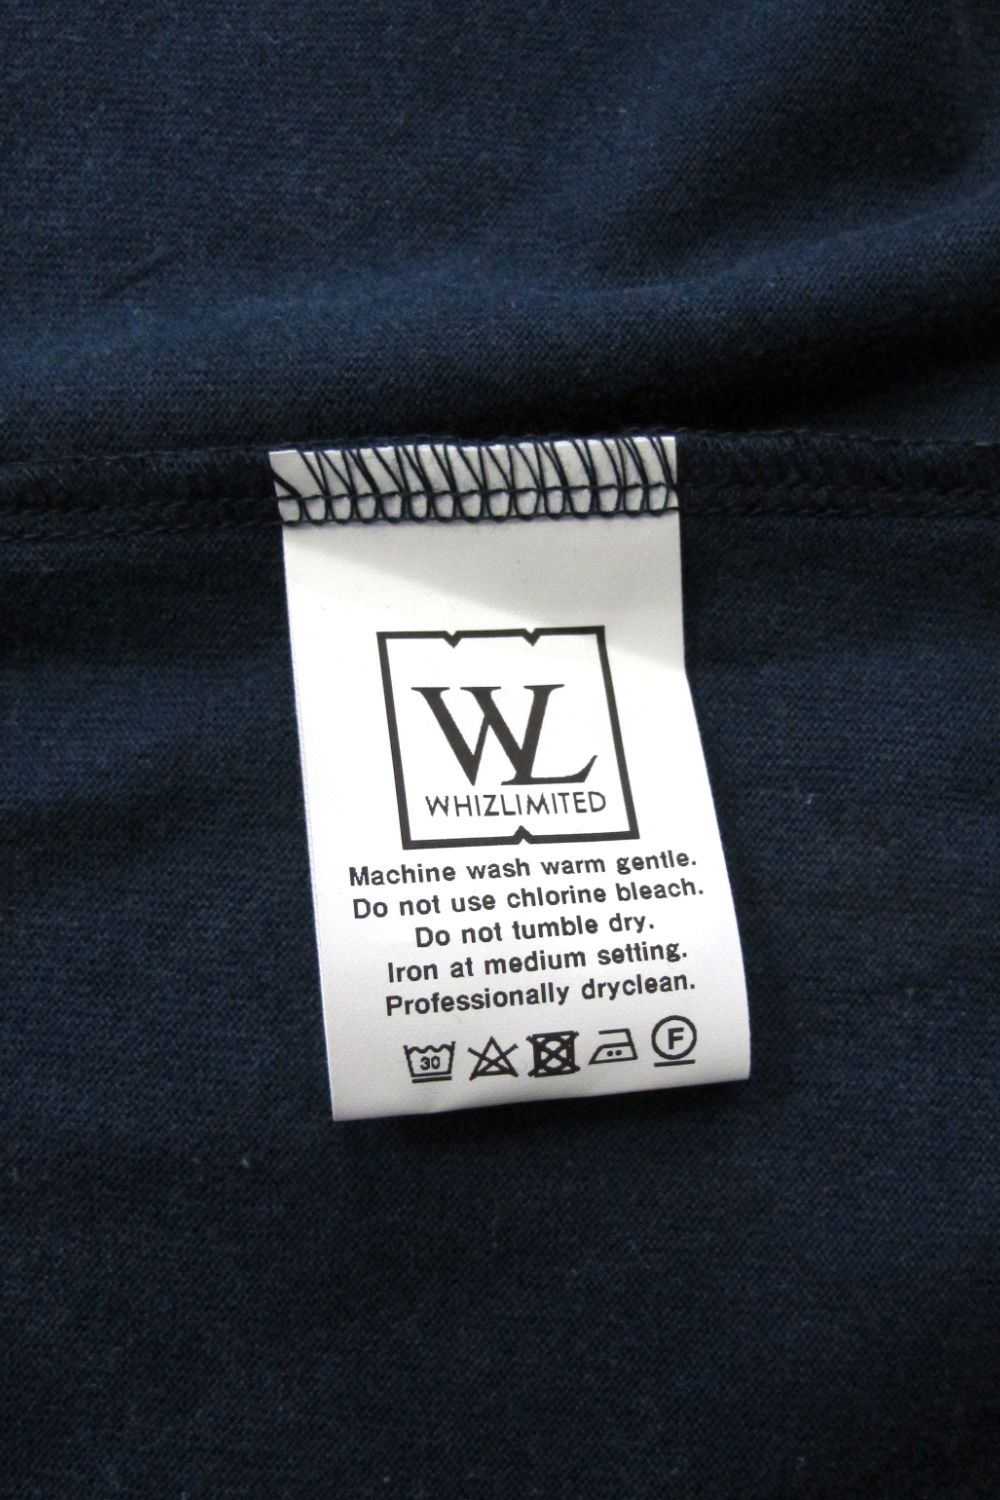 WL
WHIZLIMITED
Machine wash warm gentle.
Do not use chlorine bleach.
Do not tumble dry.
Iron at medium setting.
Professionally dryclean.
30 F